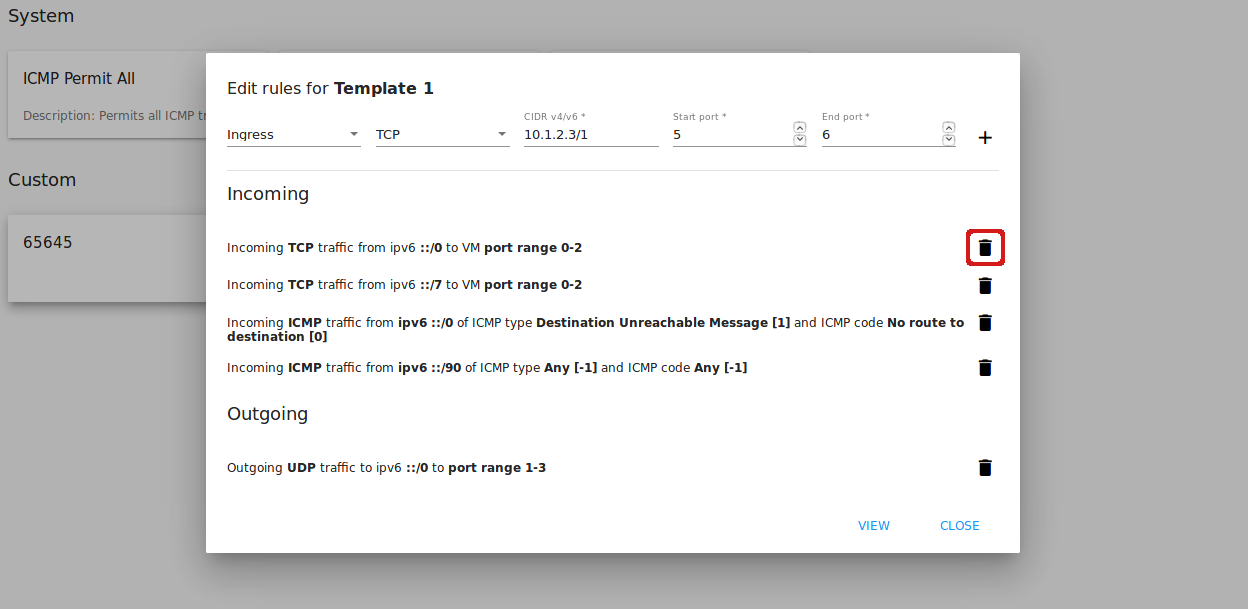 System
ICMP Permit All
Description: Permits all ICMP tr
Custom
65645
Edit rules for Template 1
Ingress
TCP
CIDR v4/v6 *
10.1.2.3/1
Start port *
5
End port *
6
+
Incoming
Incoming TCP traffic from ipv6 ::/0 to VM port range 0-2
Incoming TCP traffic from ipv6 ::/7 to VM port range 0-2
Incoming ICMP traffic from ipv6 ::/0 of ICMP type Destination Unreachable Message [1] and ICMP code No route to
destination [0]
Incoming ICMP traffic from ipv6 ::/90 of ICMP type Any [-1] and ICMP code Any [-1]
Outgoing
Outgoing UDP traffic to ipv6 ::/0 to port range 1-3
VIEW
CLOSE